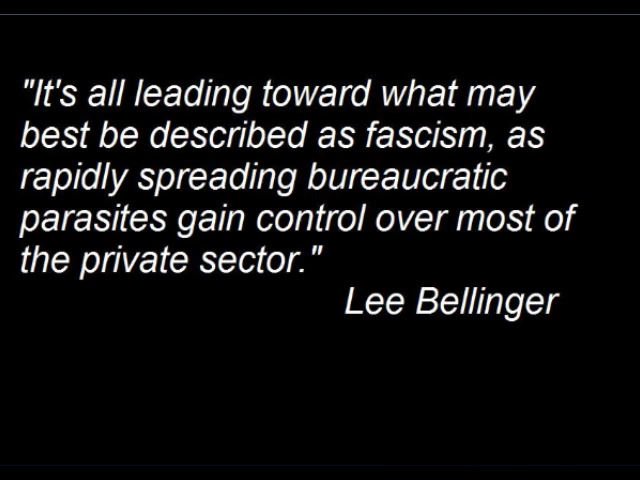 "It's all leading toward what may
best be described as fascism, as
rapidly spreading bureaucratic
parasites gain control over most of
the private sector."
Lee Bellinger